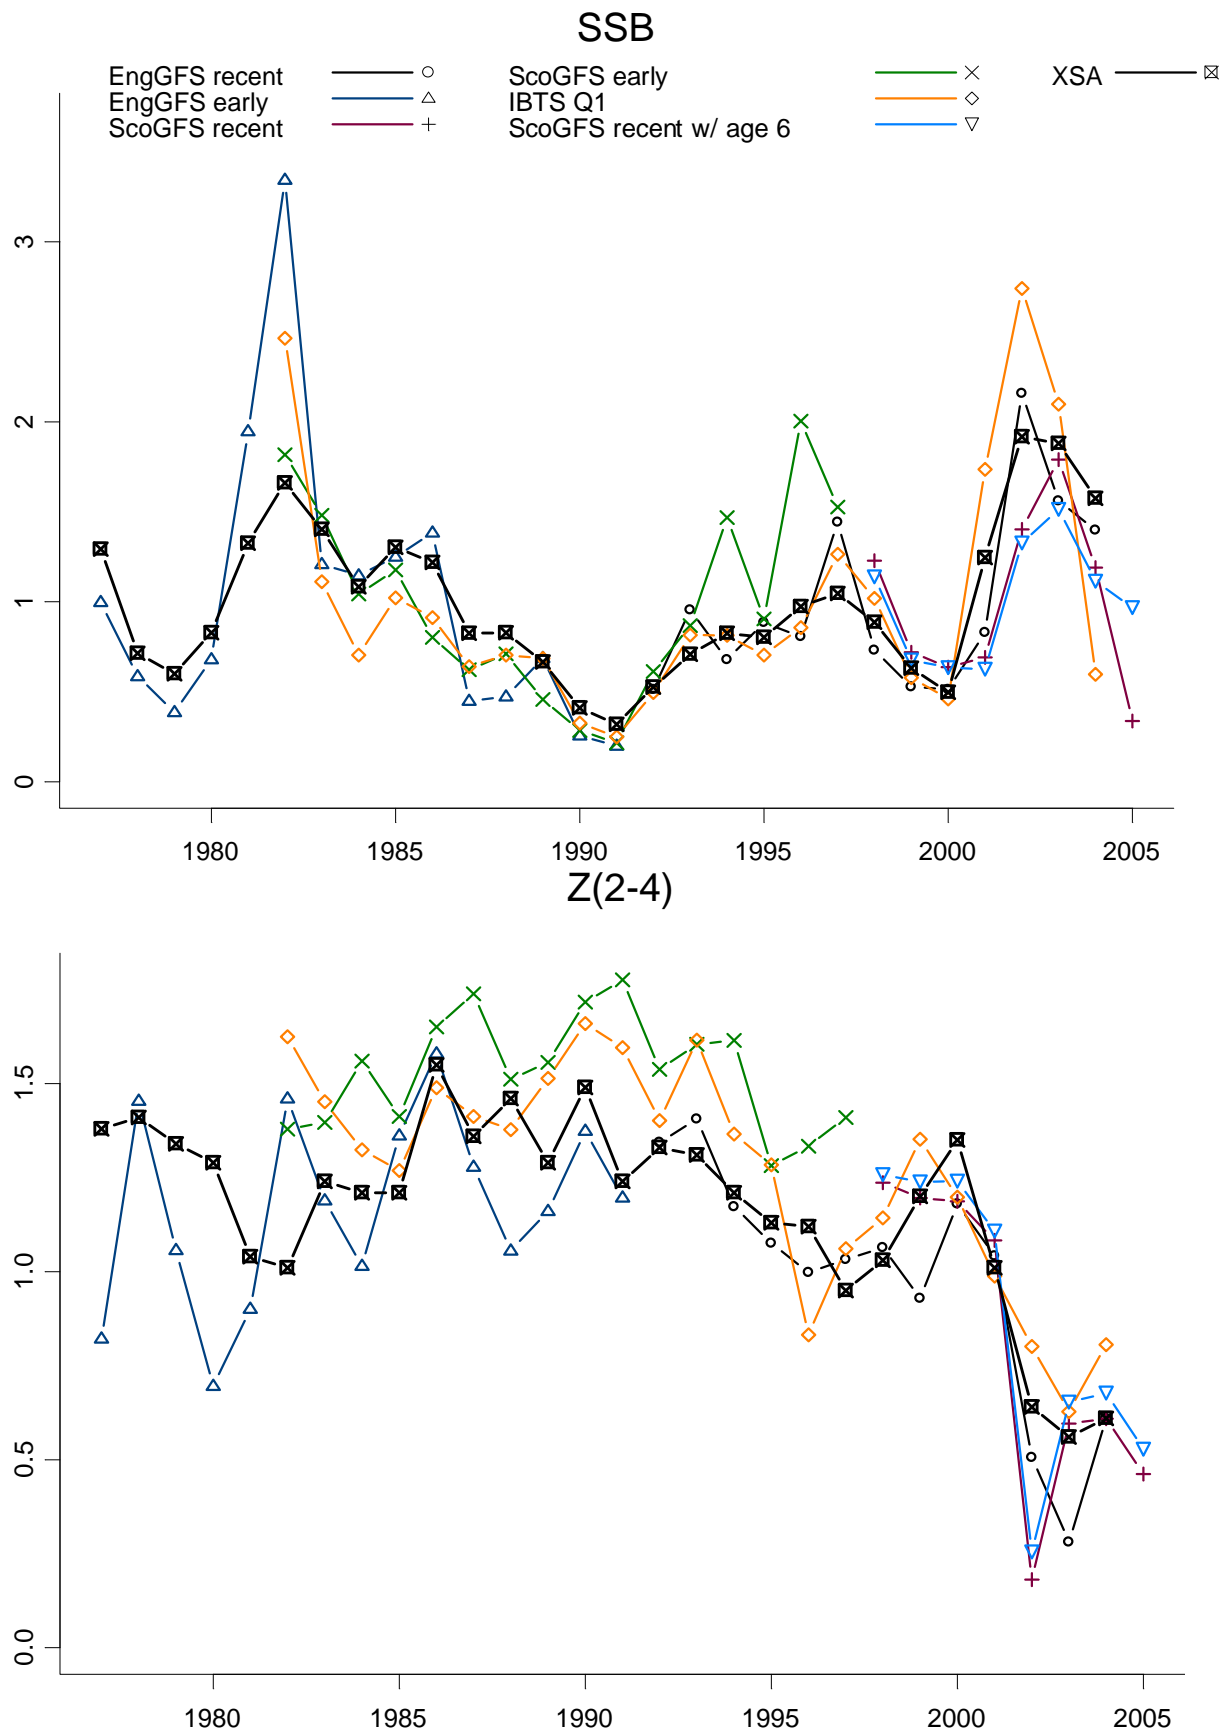 SSB
EngGFS recent ScoGFS early XSA
EngGFS early IBTS Q1
ScoGFS recent ScoGFS recent w/ age 6
3
2
1
0
1980 1985 1990 1995 2000 2005
Z(2-4)
1.5
1.0
0.5
0.0
1980 1985 1990 1995 2000 2005